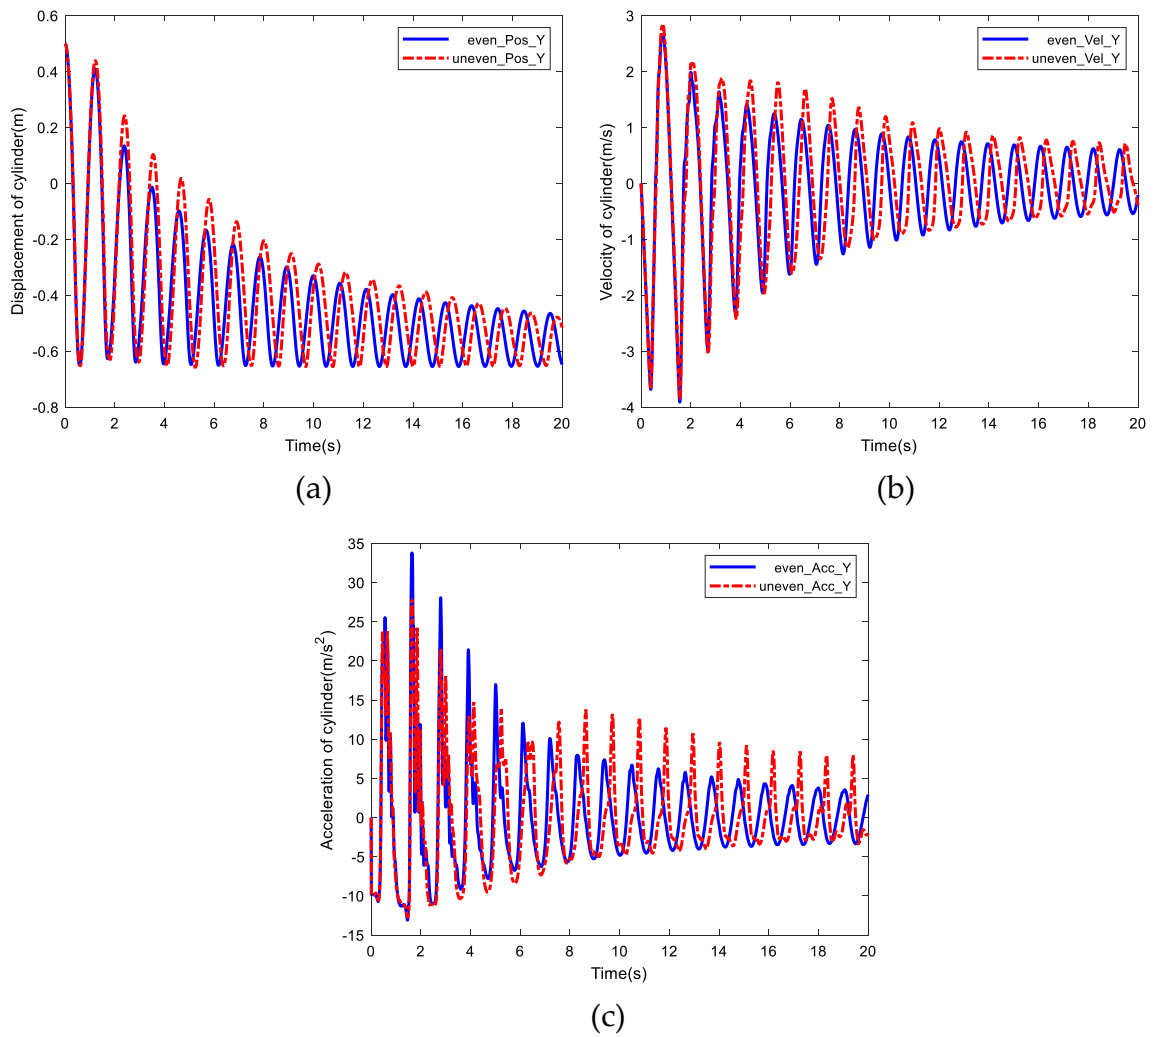 0.6
0.4
0.2
0
-0.2
-0.4
-0.6
-0.8
Displacement of cylinder(m)
even_Pos_Y
uneven_Pos_Y
0 2 4 6 8 10 12 14 16 18 20
Time(s)
(a)
3
2
1
0
-1
-2
-3
-4
Velocity of cylinder(m/s)
even_Vel_Y
uneven_Vel_Y
0 2 4 6 8 10 12 14 16 18 20
Time(s)
(b)
35
30
25
20
15
10
5
0
-5
-10
-15
Acceleration of cylinder(m/s²)
even_Acc_Y
uneven_Acc_Y
0 2 4 6 8 10 12 14 16 18 20
Time(s)
(c)